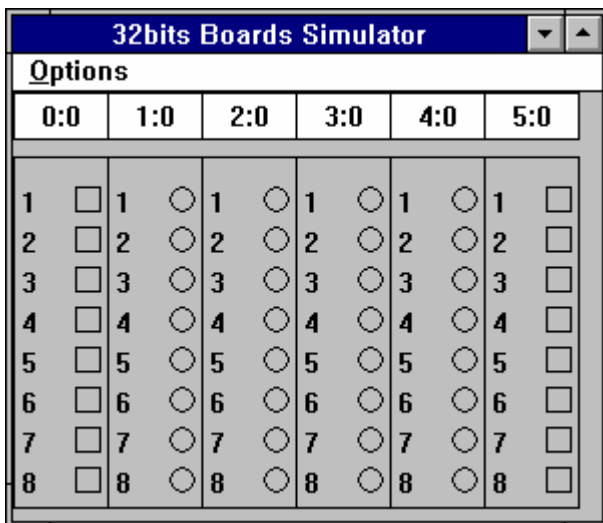 32bits Boards Simulator
Options
0:0 1:0 2:0 3:0 4:0 5:0
1 1 1 1 1 1
2 2 2 2 2 2
3 3 3 3 3 3
4 4 4 4 4 4
5 5 5 5 5 5
6 6 6 6 6 6
7 7 7 7 7 7
8 8 8 8 8 8